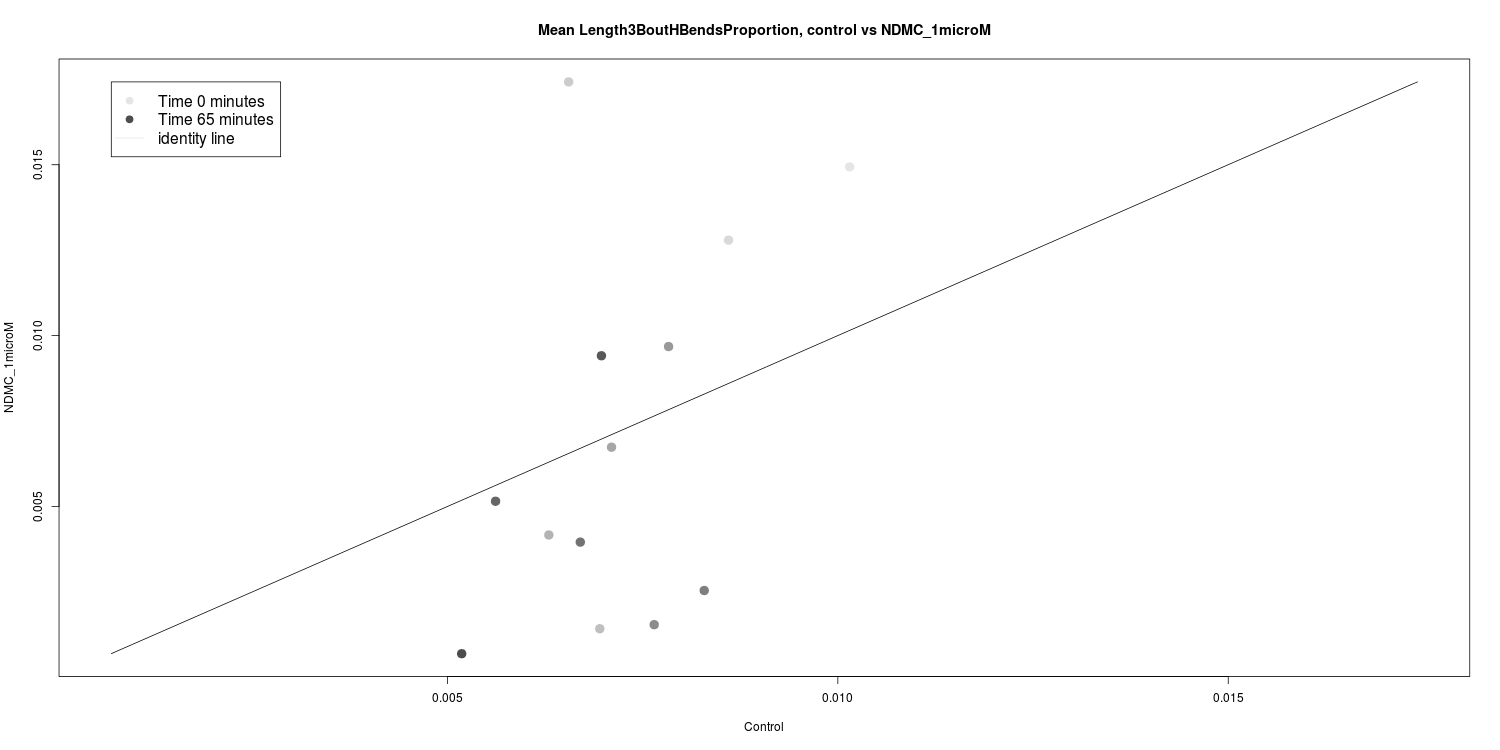 Mean Length3BoutHBendsProportion, control vs NDMC_1microM
Time 0 minutes
Time 65 minutes
identity line
0.015
0.010
0.005
NDMC_1microM
0.005
0.010
0.015
Control